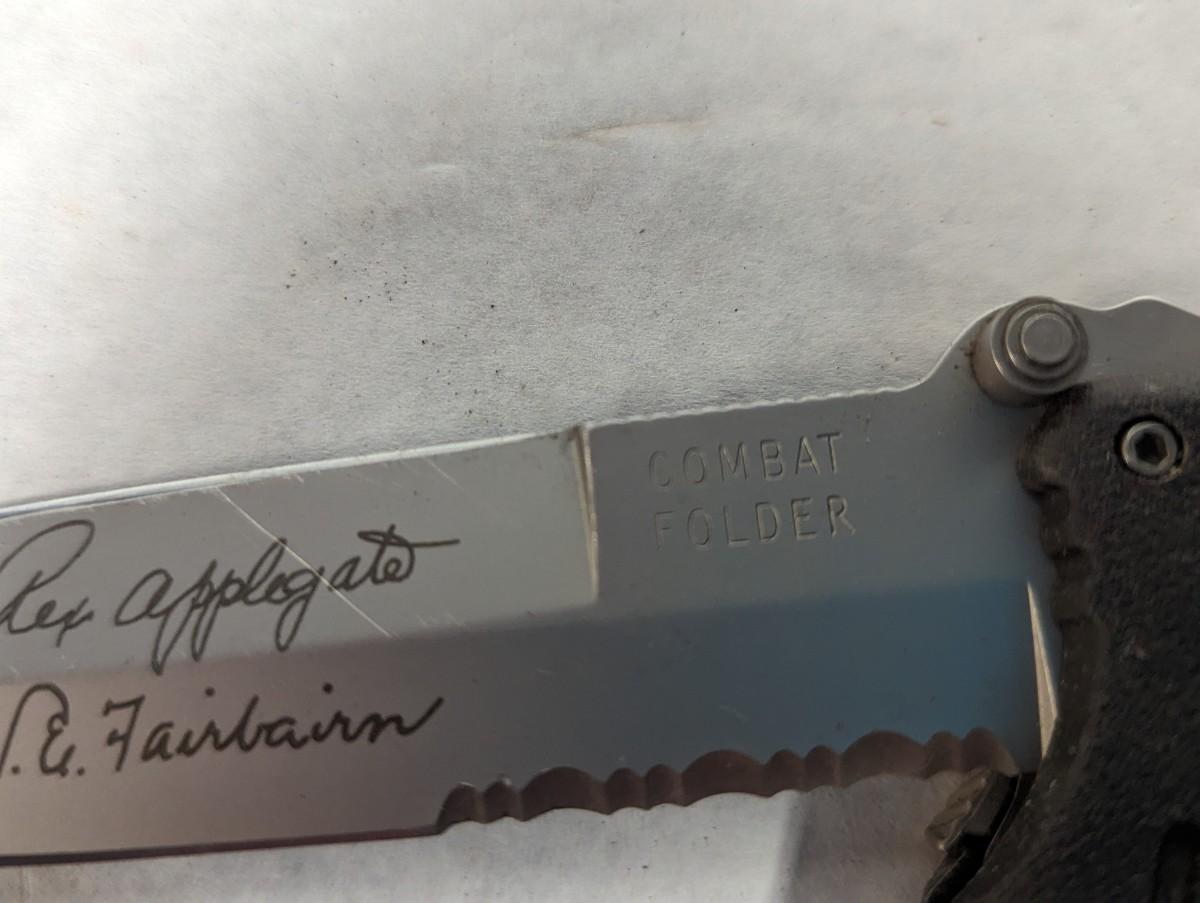 Rex Applegate
W.E. Fairbairn
COMBAT
FOLDER